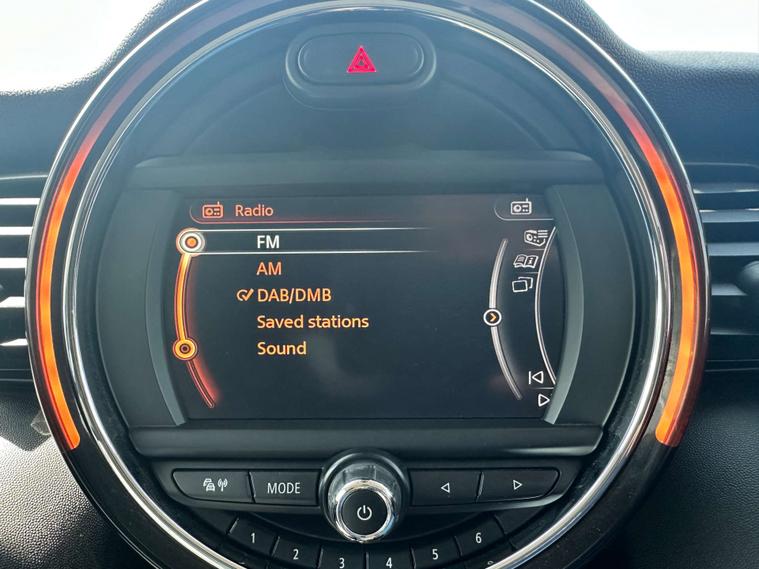 Radio
FM
AM
DAB/DMB
Saved stations
Sound
MODE
1 2 3 4 5 6